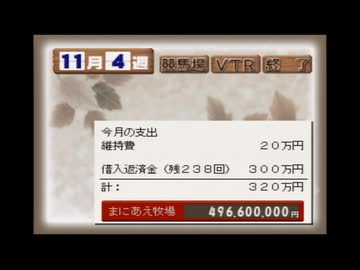 11月4週 競馬場 VTR 終了
今月の支出
維持費 20万円
借入返済金（残238回） 300万円
計： 320万円
まにあえ牧場 496,600,000円